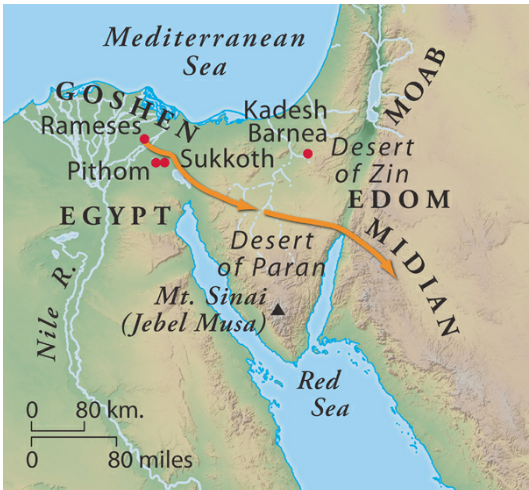 Mediterranean
Sea
GOSHEN
MOAB
Kadesh
Barnea
Rameses
Desert
of Zin
Pithom
Sukkoth
EDOM
EGYPT
MIDIAN
Desert
of Paran
Nile R.
Mt. Sinai
(Jebel Musa)
Red
Sea
0 80 km.
0 80 miles